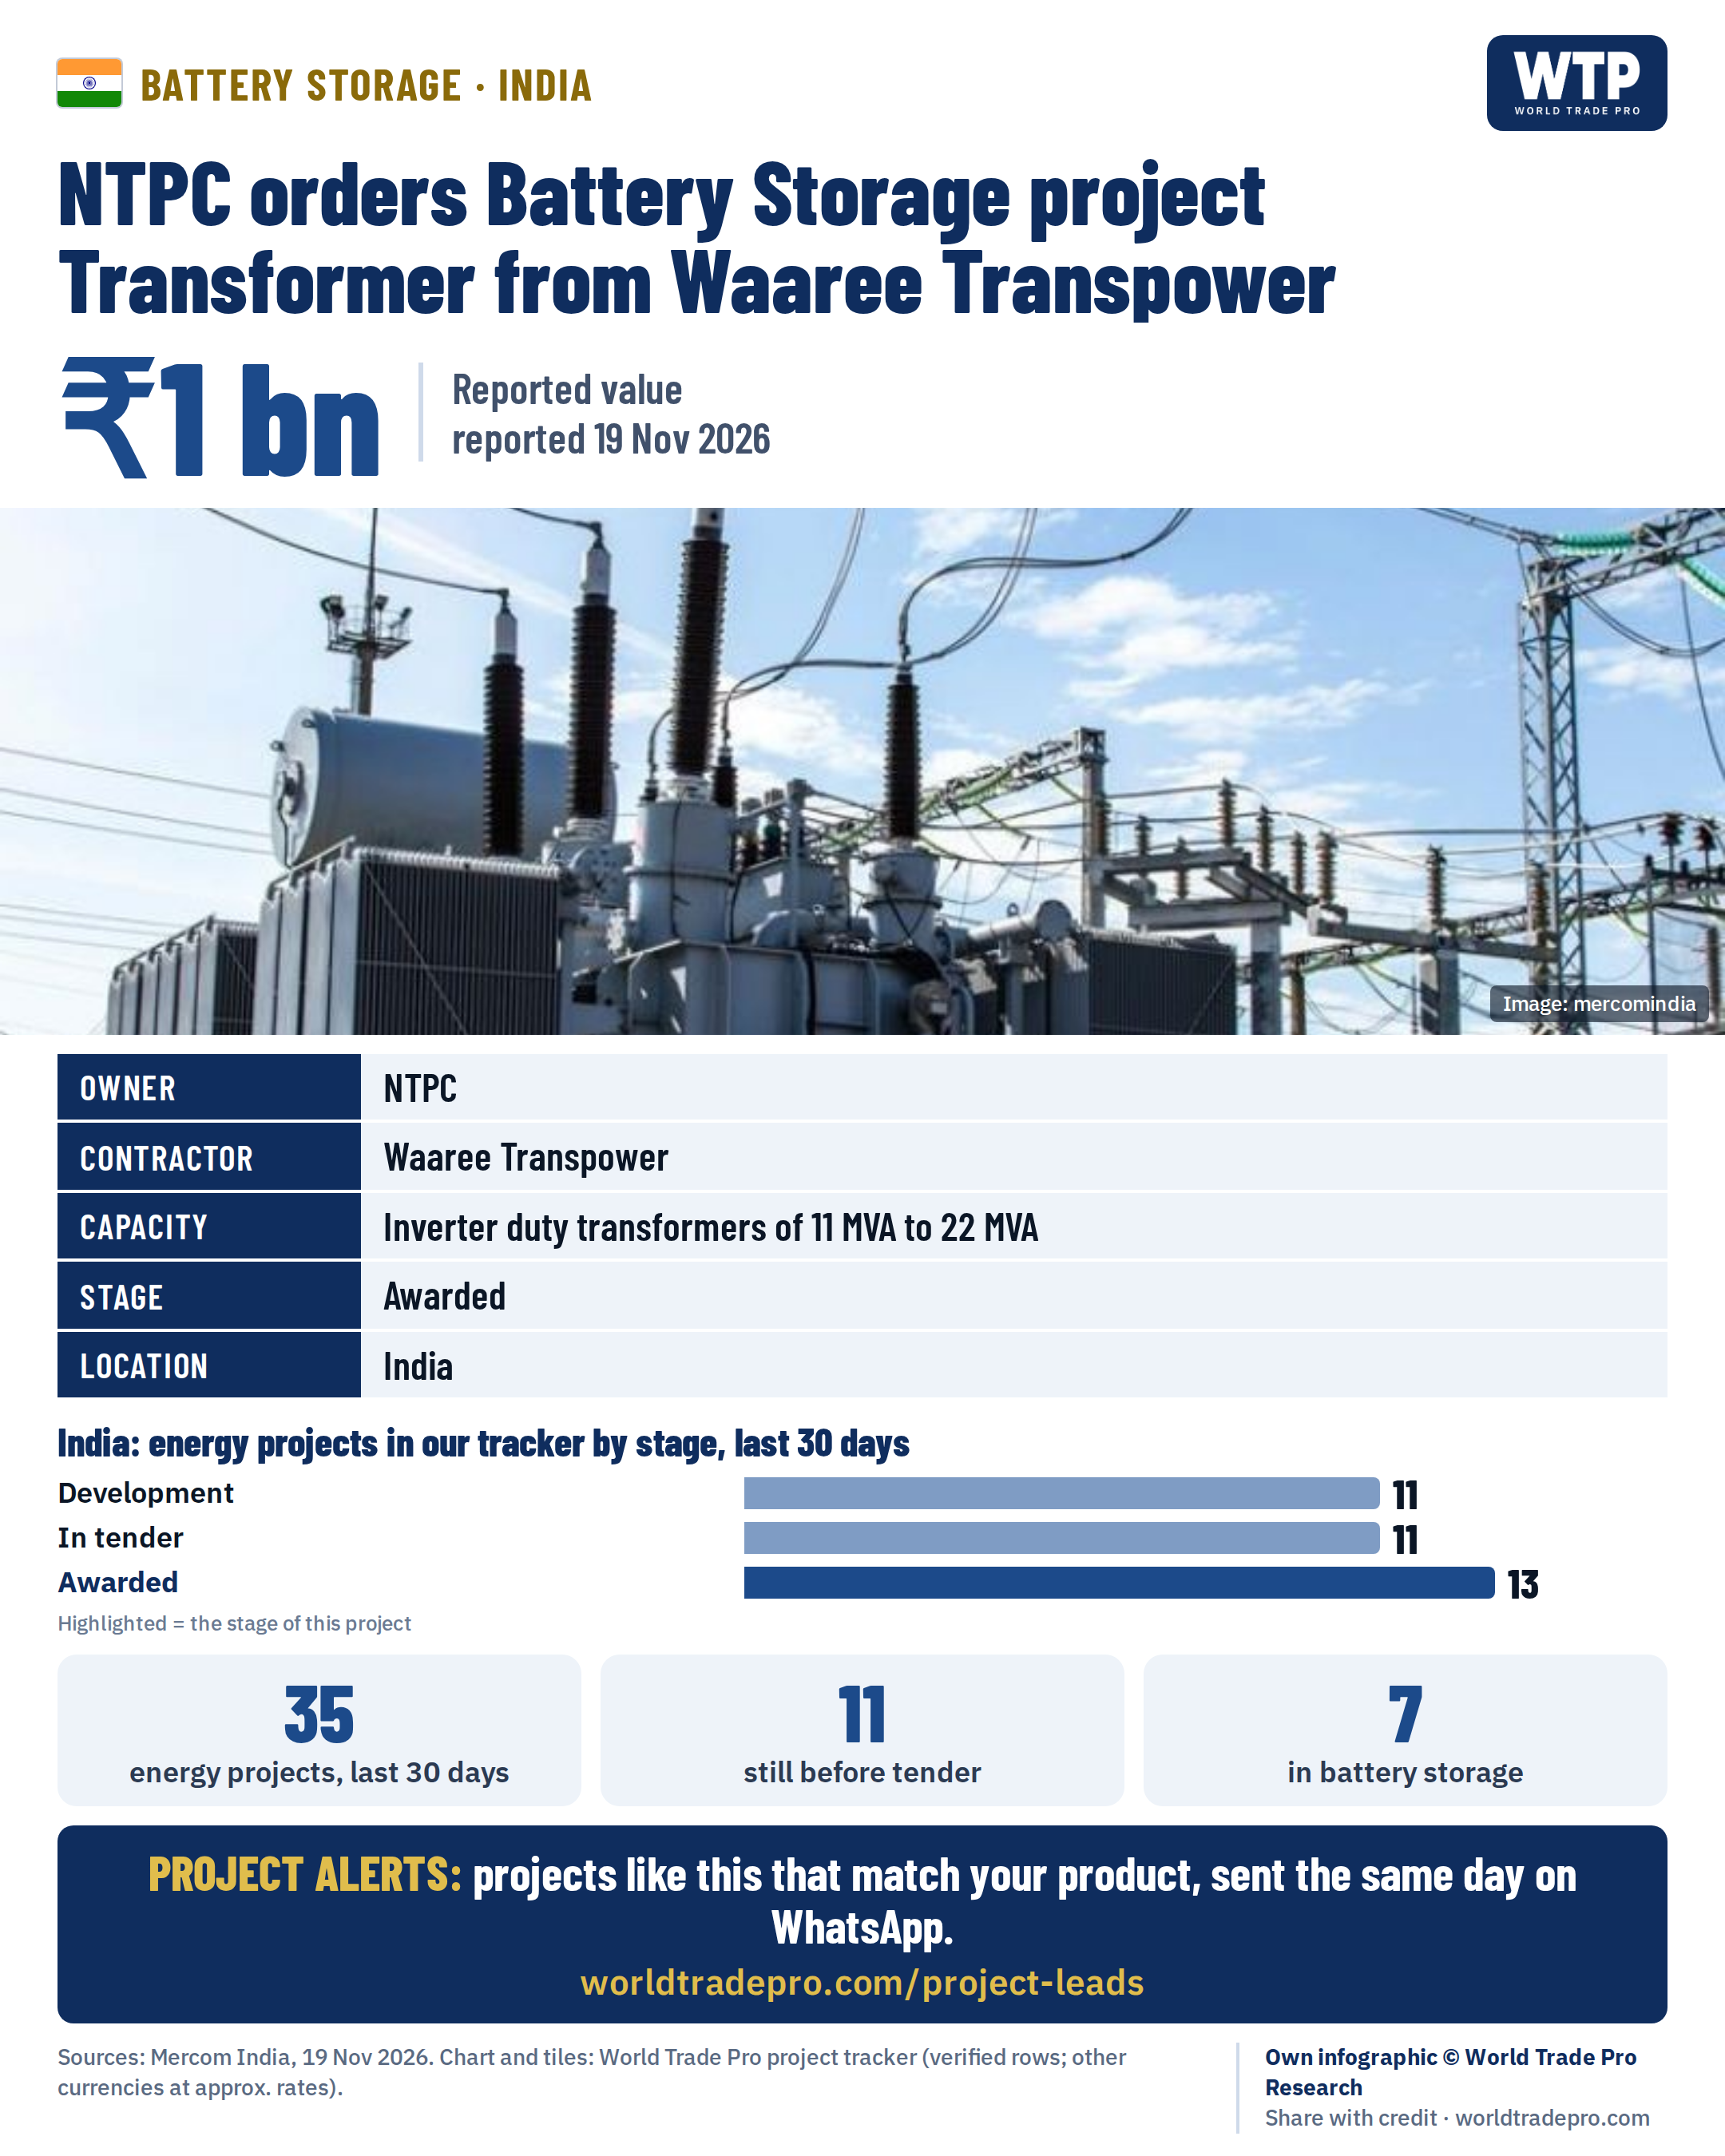 BATTERY STORAGE · INDIA
WTP
WORLD TRADE PRO
NTPC orders Battery Storage project
Transformer from Waaree Transpower
₹1 bn
Reported value
reported 19 Nov 2026
Image: mercomindia
OWNER NTPC
CONTRACTOR Waaree Transpower
CAPACITY Inverter duty transformers of 11 MVA to 22 MVA
STAGE Awarded
LOCATION India
India: energy projects in our tracker by stage, last 30 days
Development 11
In tender 11
Awarded 13
Highlighted = the stage of this project
35
energy projects, last 30 days
11
still before tender
7
in battery storage
PROJECT ALERTS: projects like this that match your product, sent the same day on
WhatsApp.
worldtradepro.com/project-leads
Sources: Mercom India, 19 Nov 2026. Chart and tiles: World Trade Pro project tracker (verified rows; other
currencies at approx. rates).
Own infographic © World Trade Pro
Research
Share with credit · worldtradepro.com